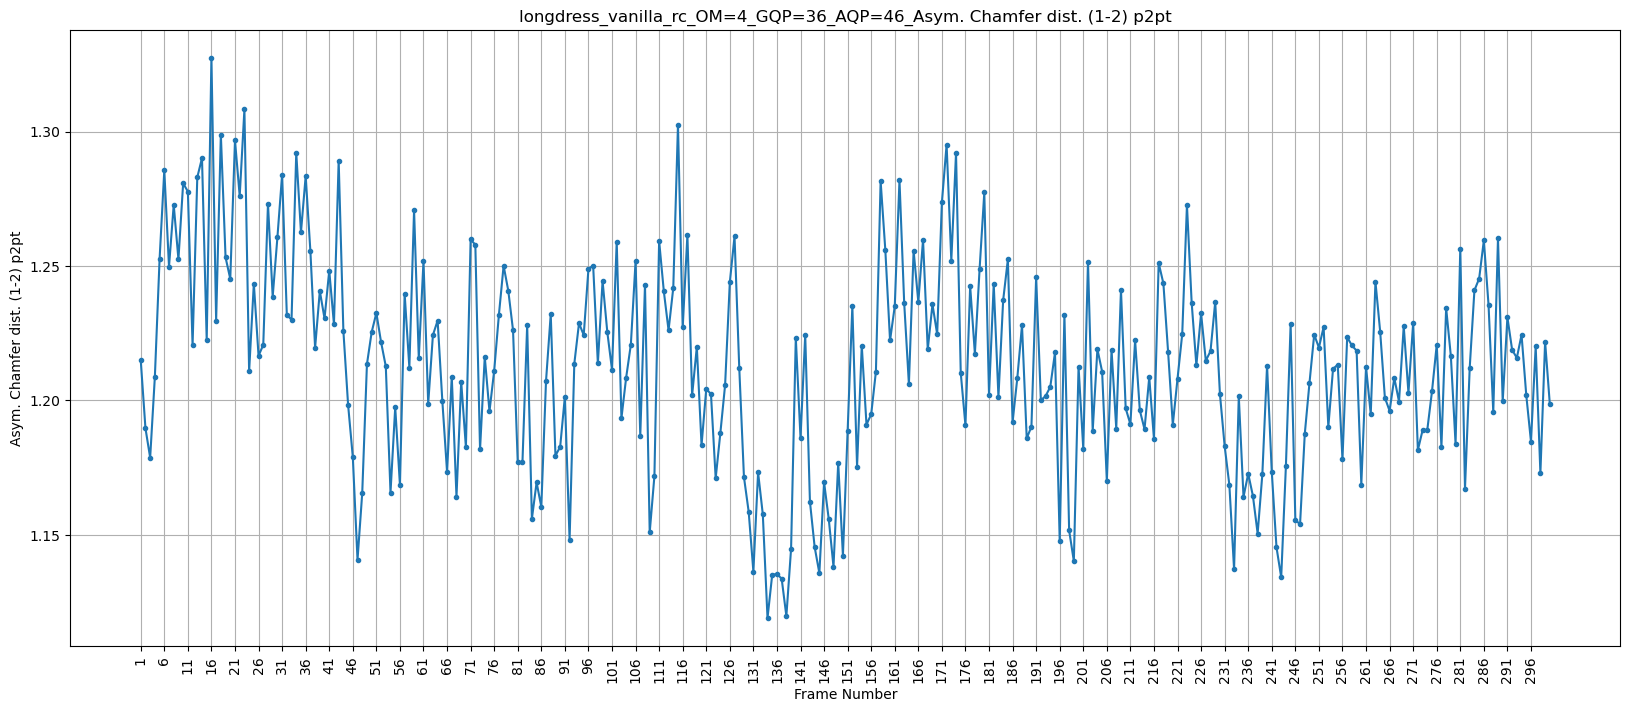 longdress_vanilla_rc_OM=4_GQP=36_AQP=46_Asym. Chamfer dist. (1-2) p2pt
Asym. Chamfer dist. (1-2) p2pt
1.30
1.25
1.20
1.15
1 6 11 16 21 26 31 36 41 46 51 56 61 66 71 76 81 86 91 96 101 106 111 116 121 126 131 136 141 146 151 156 161 166 171 176 181 186 191 196 201 206 211 216 221 226 231 236 241 246 251 256 261 266 271 276 281 286 291 296
Frame Number